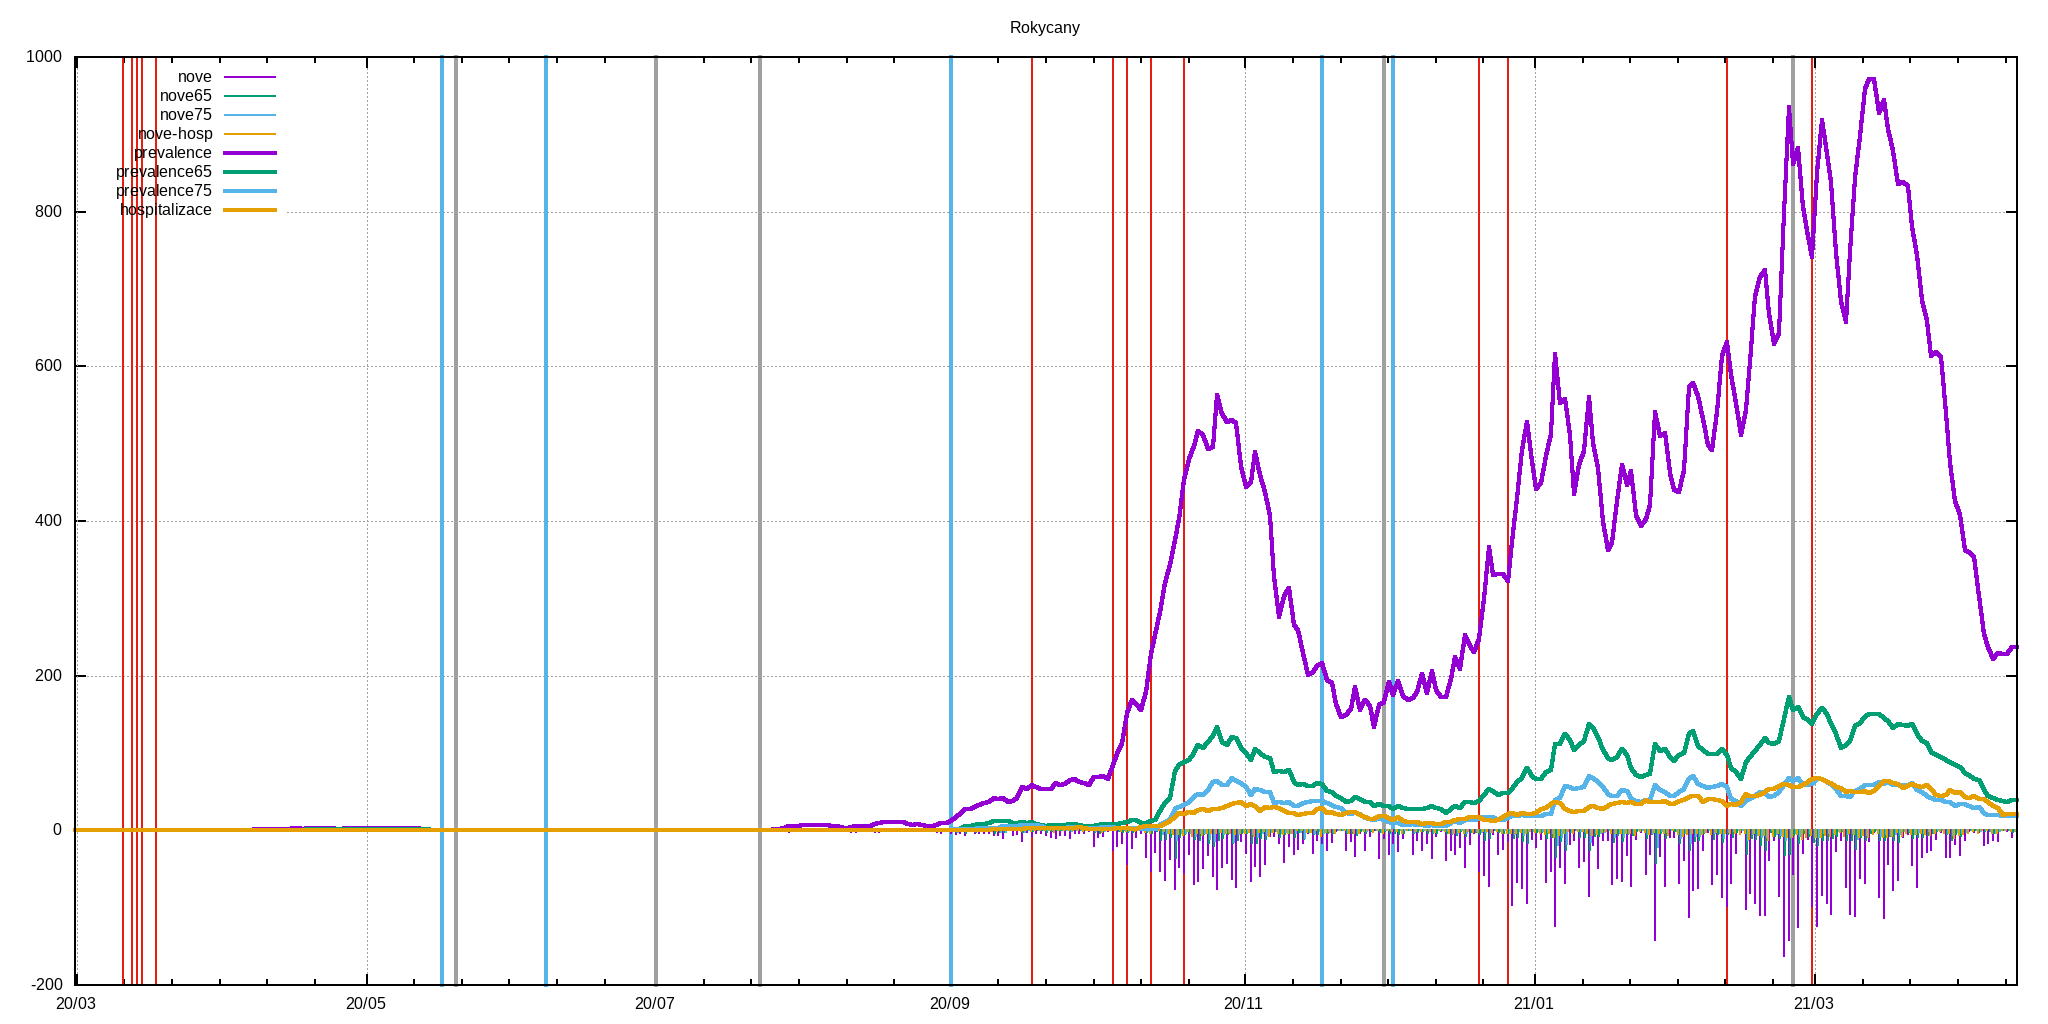 Rokycany
1000
800
600
400
200
0
-200
nove
nove65
nove75
nove-hosp
prevalence
prevalence65
prevalence75
hospitalizace
20/03 20/05 20/07 20/09 20/11 21/01 21/03